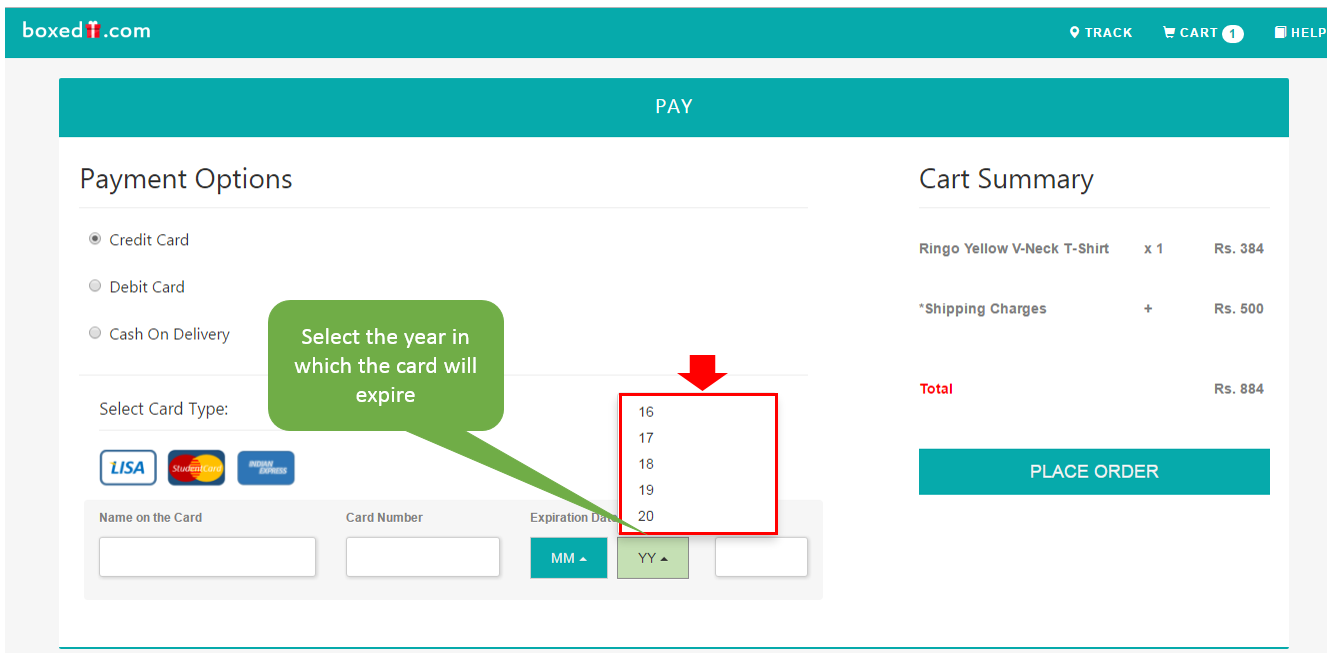 boxed.com
TRACK
CART 1
HELP
PAY
Payment Options
Credit Card
Debit Card
Cash On Delivery
Select the year in
which the card will
expire
Select Card Type:
LISA
StudentCard
INDIAN
EXPRESS
Name on the Card
Card Number
Expiration Date
16
17
18
19
20
MM
YY
Cart Summary
Ringo Yellow V-Neck T-Shirt x 1 Rs. 384
*Shipping Charges + Rs. 500
Total Rs. 884
PLACE ORDER